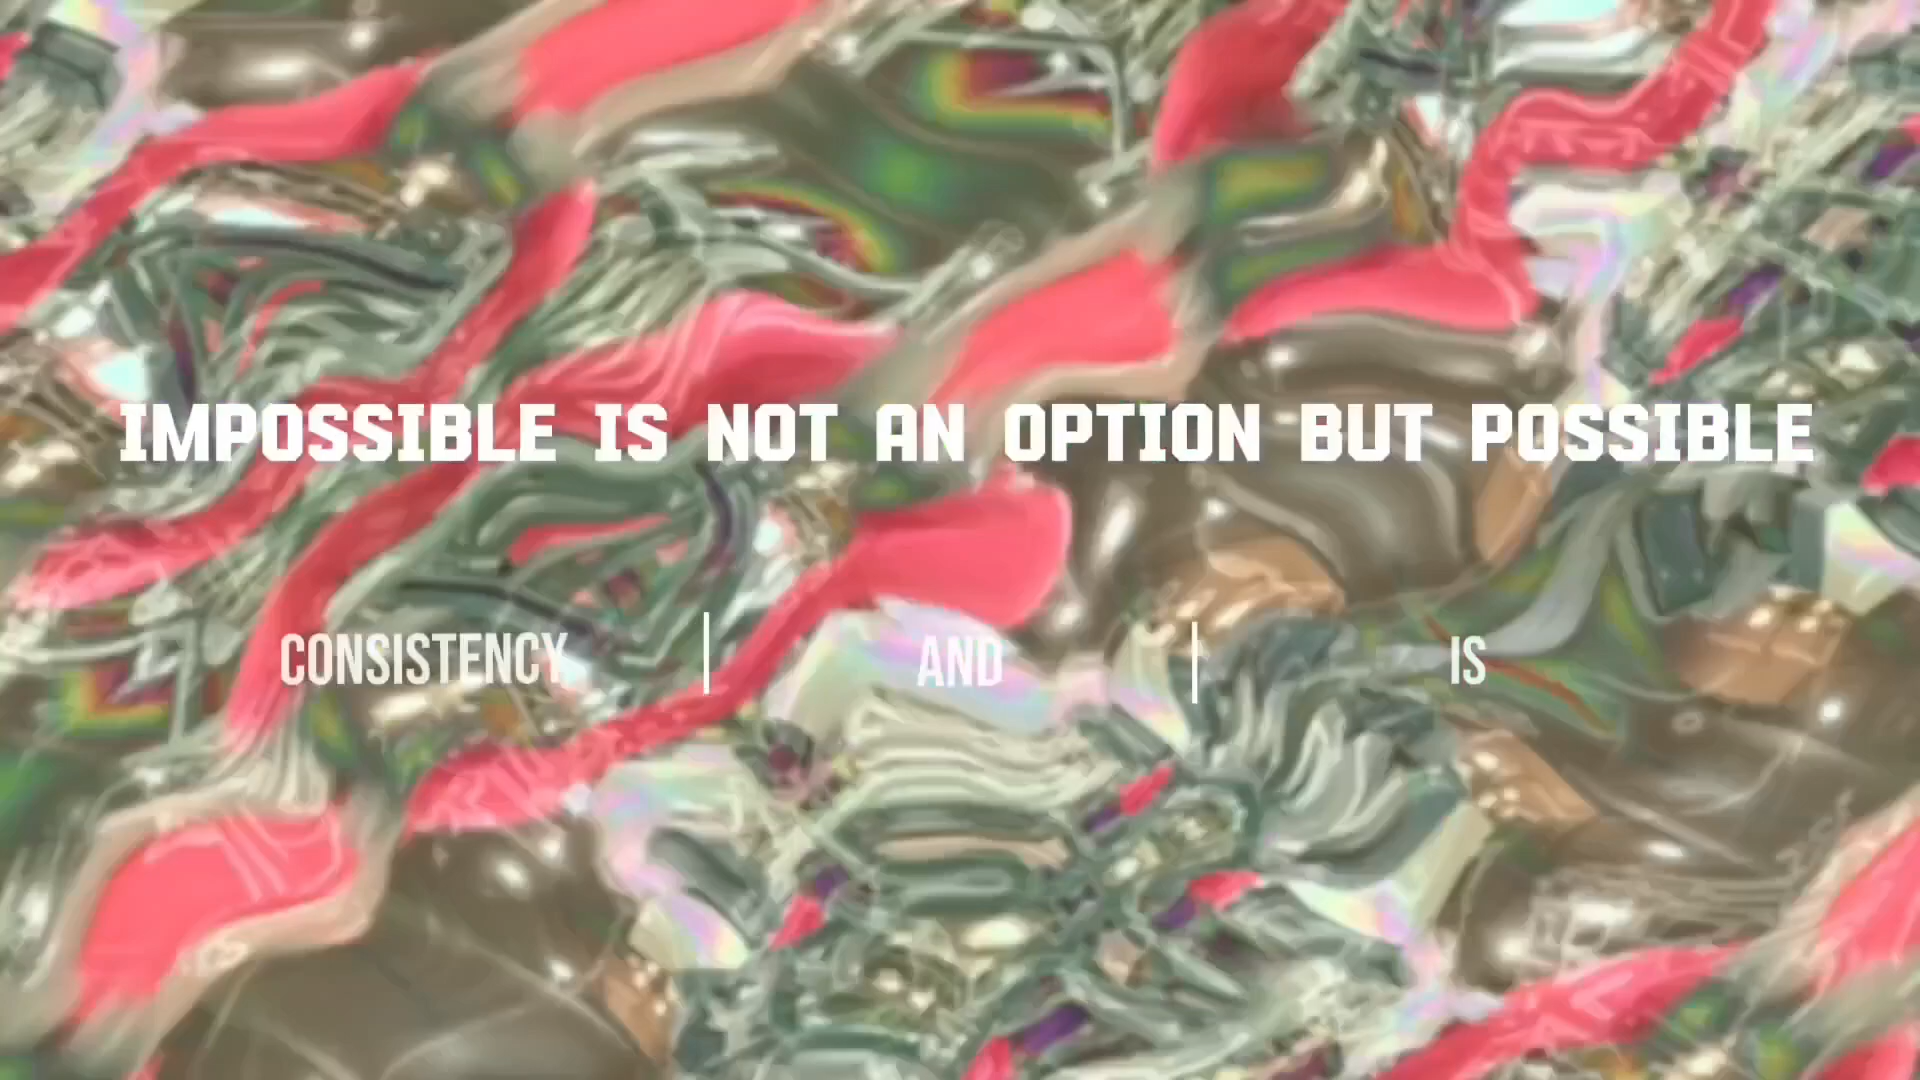 IMPOSSIBLE IS NOT AN OPTION BUT POSSIBLE
CONSISTENCY | AND | IS